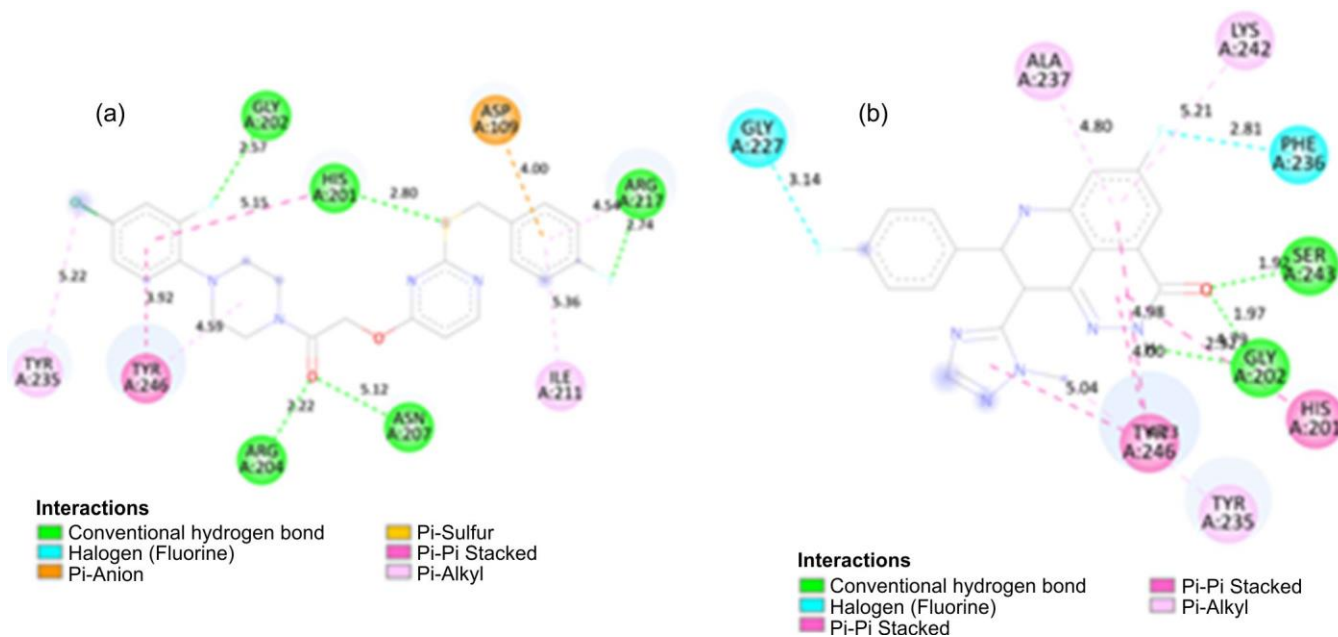 (a)
GLY
A:202
2.57
ASP
A:109
4.00
HIS
A:201
5.15
2.80
ARG
A:217
4.54
2.74
5.22
3.92
4.59
5.36
TYR
A:235
TYR
A:246
ILE
A:211
5.12
2.22
ASN
A:207
ARG
A:204
Interactions
Conventional hydrogen bond
Halogen (Fluorine)
Pi-Anion
Pi-Sulfur
Pi-Pi Stacked
Pi-Alkyl
(b)
LYS
A:242
ALA
A:237
5.21
4.80
2.81
GLY
A:227
PHE
A:236
3.14
SER
A:243
1.97
4.98
4.60
GLY
A:202
5.04
HIS
A:201
TYR
A:246
TYR
A:235
Interactions
Conventional hydrogen bond
Halogen (Fluorine)
Pi-Pi Stacked
Pi-Pi Stacked
Pi-Alkyl